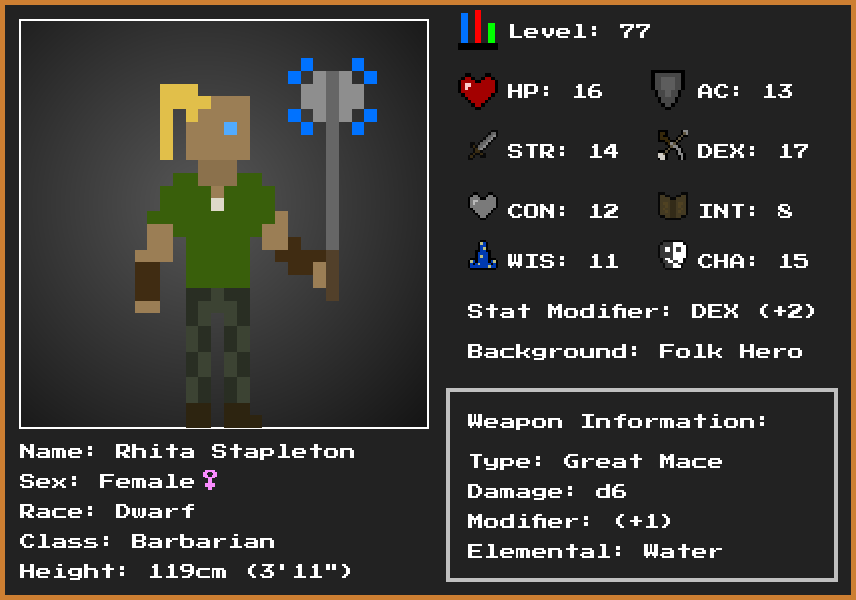 Level: 77
HP: 16
AC: 13
STR: 14
DEX: 17
CON: 12
INT: 8
WIS: 11
CHA: 15
Stat Modifier: DEX (+2)
Background: Folk Hero
Weapon Information:
Type: Great Mace
Damage: d6
Modifier: (+1)
Elemental: Water
Name: Rhita Stapleton
Sex: Female♀
Race: Dwarf
Class: Barbarian
Height: 119cm (3'11")